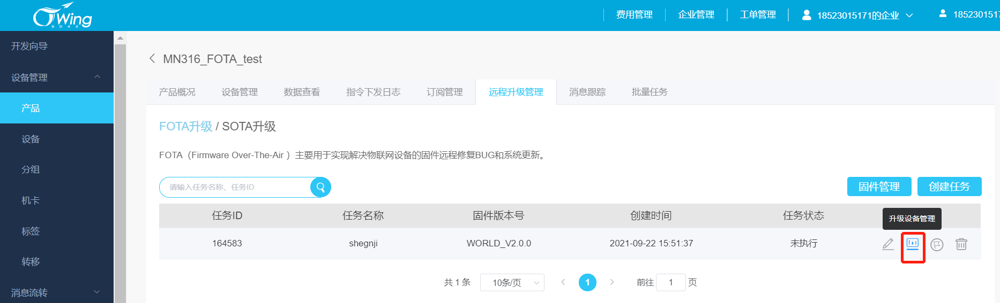 Wing
智联未来
费用管理
企业管理
工单管理
18523015171的企业
1852301517
开发向导
设备管理
产品
设备
分组
机卡
标签
转移
消息流转
MN316_FOTA_test
产品概况
设备管理
数据查看
指令下发日志
订阅管理
远程升级管理
消息跟踪
批量任务
FOTA升级 / SOTA升级
FOTA（Firmware Over-The-Air ）主要用于实现解决物联网设备的固件远程修复BUG和系统更新。
请输入任务名称、任务ID
固件管理
创建任务
任务ID 任务名称 固件版本号 创建时间 任务状态
升级设备管理
164583 shegnji WORLD_V2.0.0 2021-09-22 15:51:37 未执行
共 1 条 10条/页 1 前往 1 页